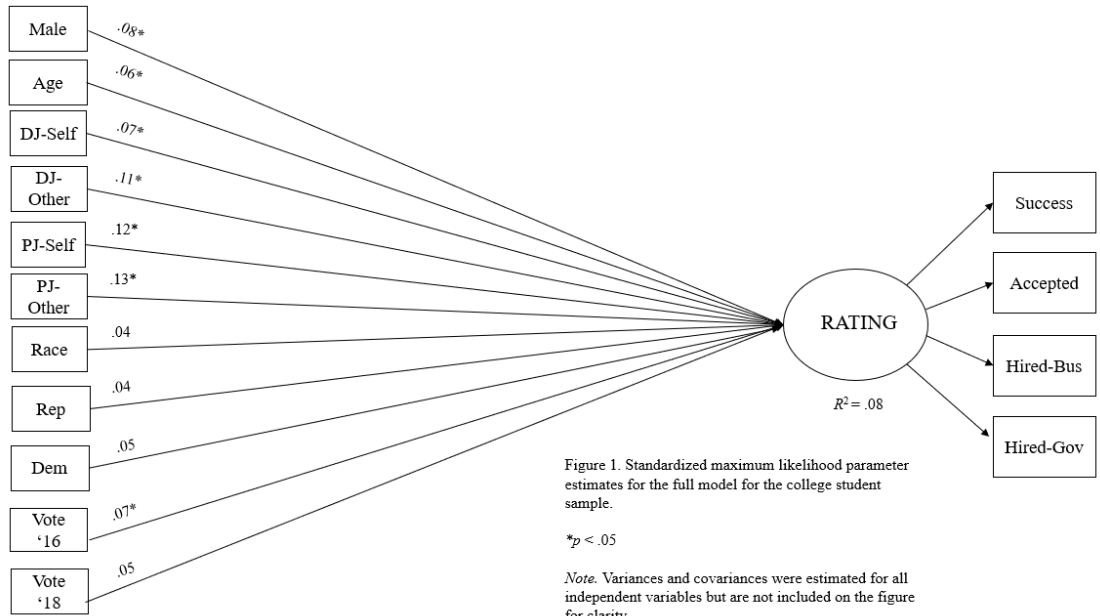 Male
.08*
Age
.06*
DJ-Self
.07*
DJ-
Other
.11*
PJ-Self
.12*
PJ-
Other
.13*
Race
.04
Rep
.04
Dem
.05
Vote
‘16
.07*
Vote
‘18
.05
RATING
R² = .08
Success
Accepted
Hired-Bus
Hired-Gov
Figure 1. Standardized maximum likelihood parameter
estimates for the full model for the college student
sample.
*p < .05
Note. Variances and covariances were estimated for all
independent variables but are not included on the figure
for clarity